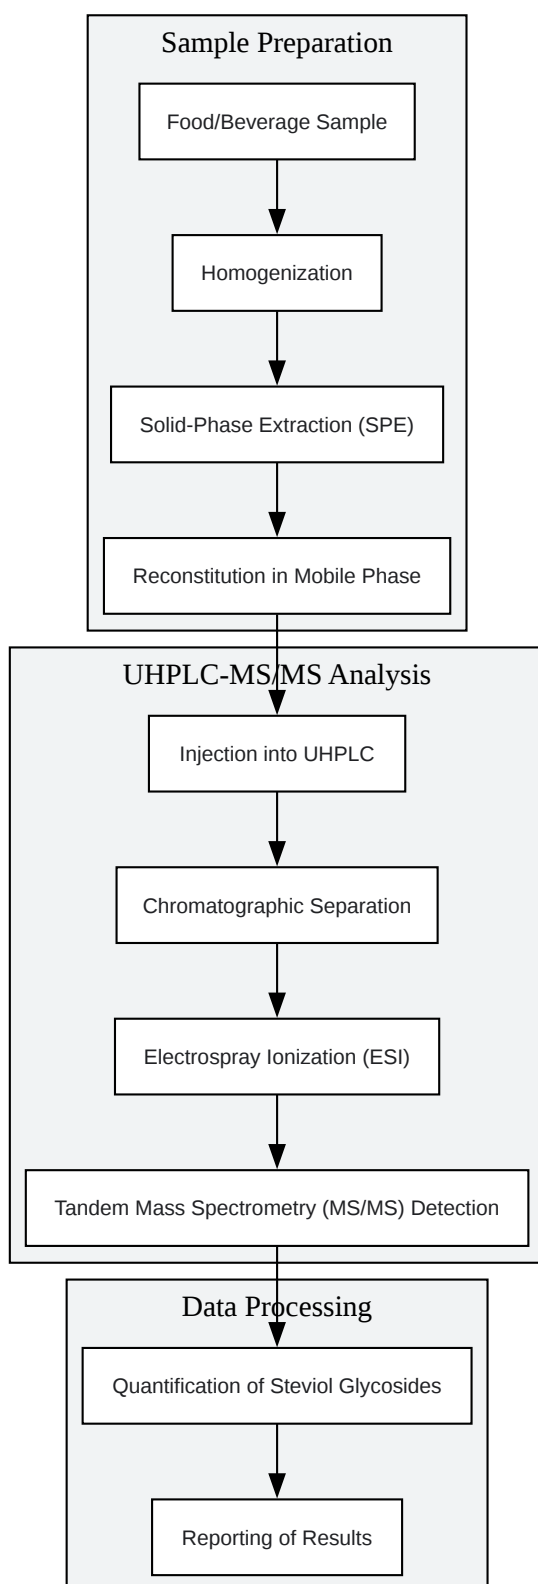 Sample Preparation
Food/Beverage Sample
Homogenization
Solid-Phase Extraction (SPE)
Reconstitution in Mobile Phase
UHPLC-MS/MS Analysis
Injection into UHPLC
Chromatographic Separation
Electrospray Ionization (ESI)
Tandem Mass Spectrometry (MS/MS) Detection
Data Processing
Quantification of Steviol Glycosides
Reporting of Results